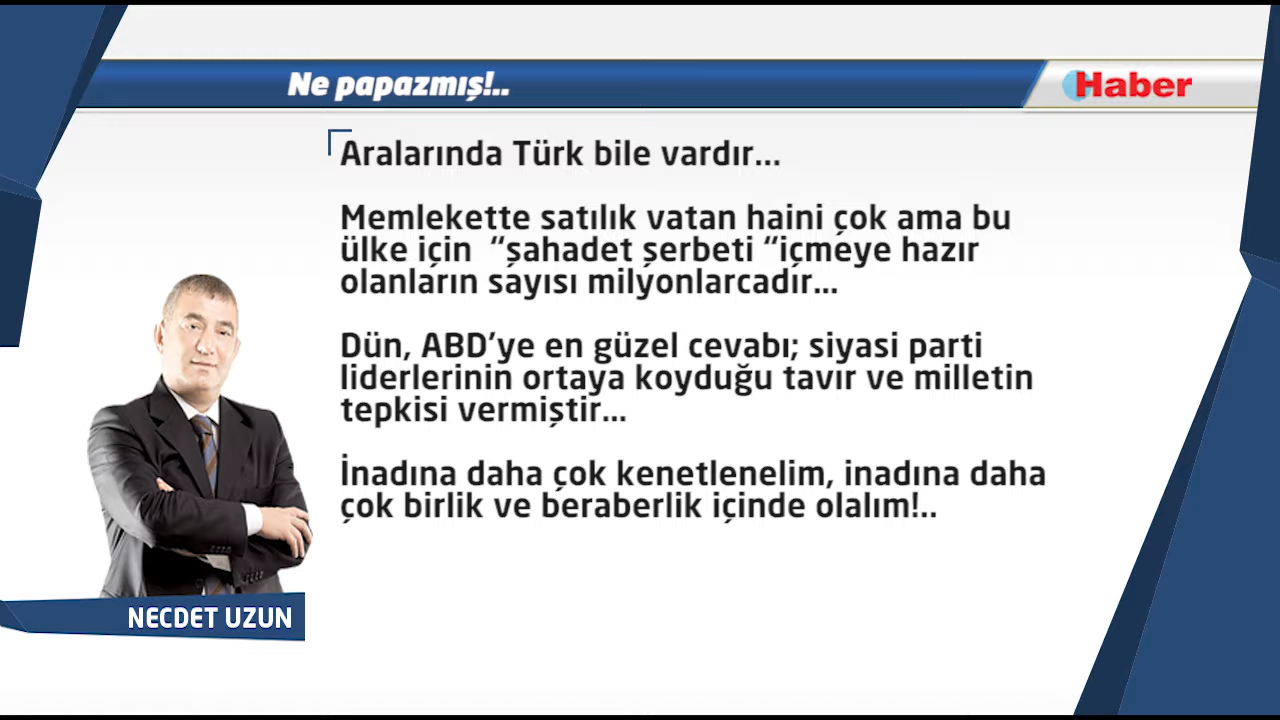 Ne papazmış!..
Haber
Aralarında Türk bile vardır...
Memlekette satılık vatan haini çok ama bu
ülke için  “şahadet şerbeti “içmeye hazır
olanların sayısı milyonlarcadır...
Dün, ABD’ye en güzel cevabı; siyasi parti
liderlerinin ortaya koyduğu tavır ve milletin
tepkisi vermiştir...
İnadına daha çok kenetlenelim, inadına daha
çok birlik ve beraberlik içinde olalım!..
NECDET UZUN